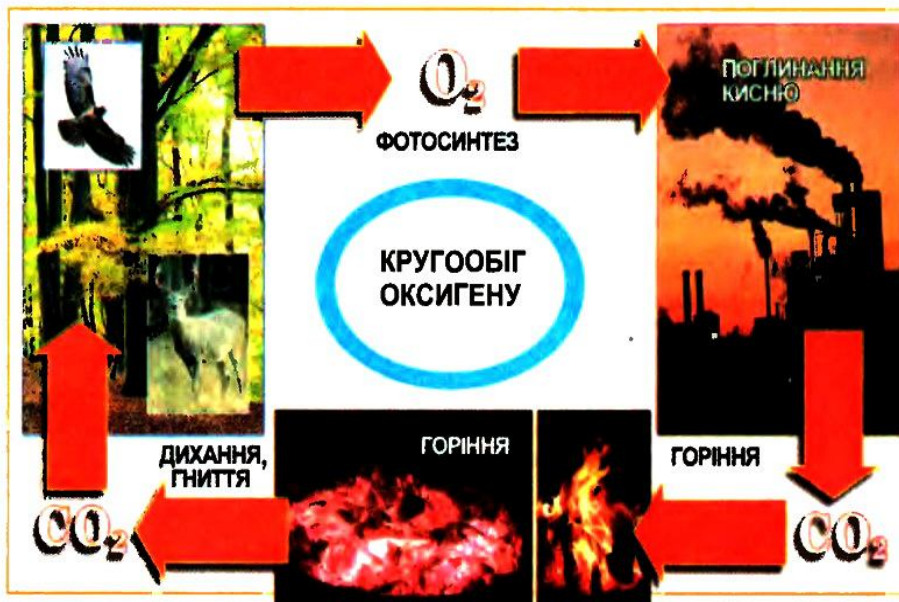 O₂
ФОТОСИНТЕЗ
ПОГЛИНАННЯ
КИСНЮ
КРУГООБІГ
ОКСИГЕНУ
ДИХАННЯ,
ГНИТТЯ
ГОРІННЯ
ГОРІННЯ
CO₂
CO₂